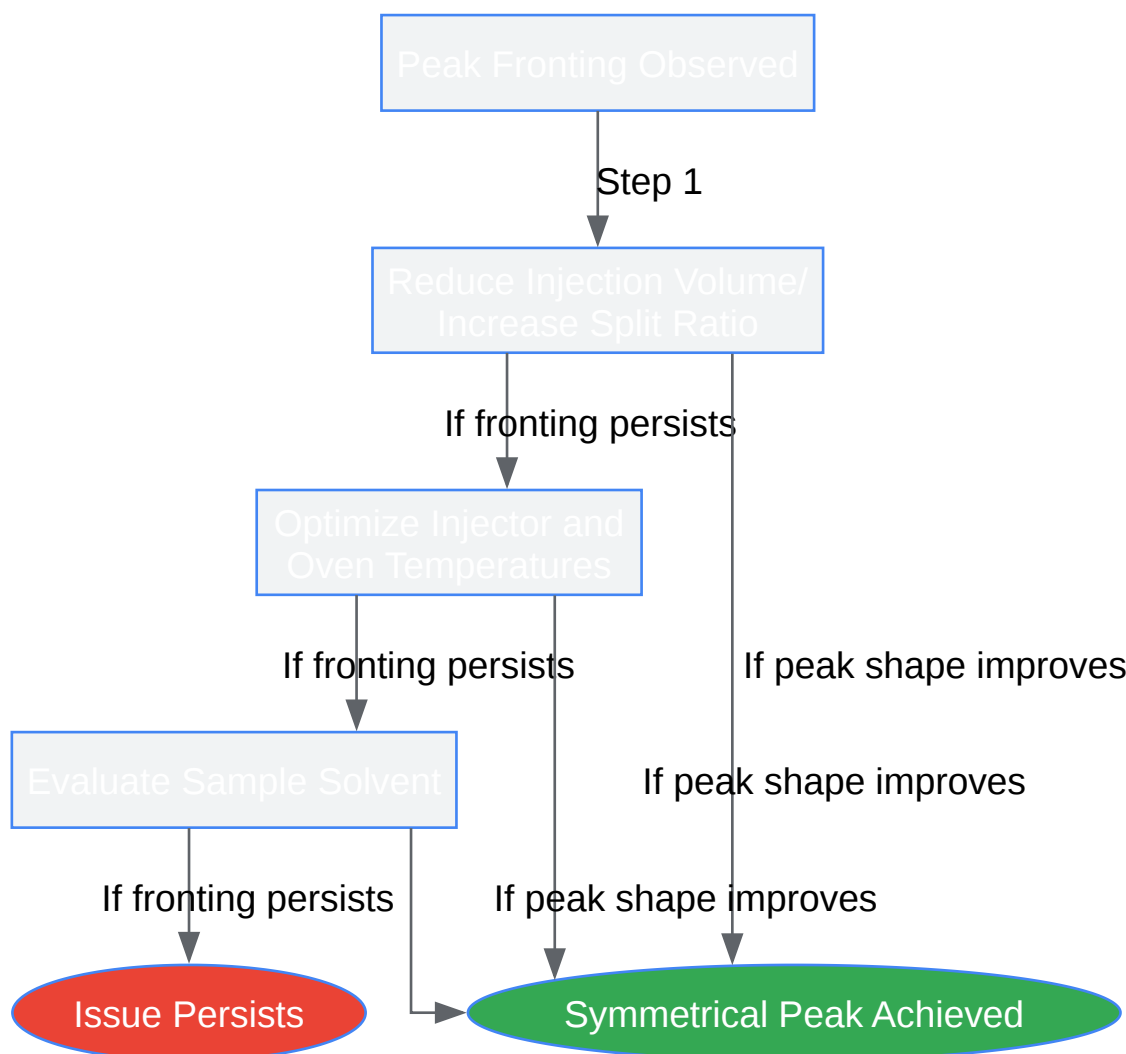 Peak Fronting Observed
Step 1
Reduce Injection Volume/
Increase Split Ratio
If fronting persists
Optimize Injector and
Oven Temperatures
If fronting persists
If peak shape improves
Evaluate Sample Solvent
If peak shape improves
If fronting persists
If peak shape improves
Issue Persists
Symmetrical Peak Achieved